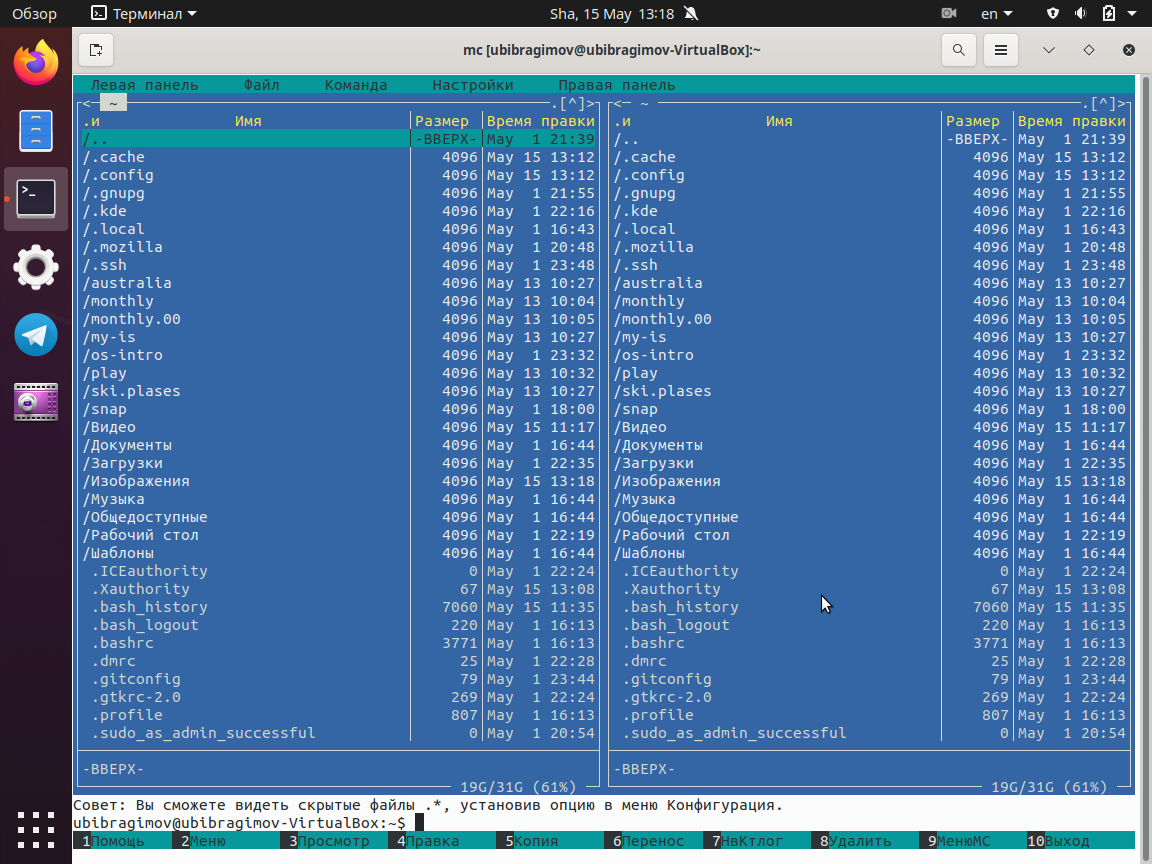 Обзор Терминал Sha, 15 May 13:18 en
mc [ubibragimov@ubibragimov-VirtualBox]:~
Левая панель Файл Команда Настройки Правая панель
<─ ~ .[^]> <─ ~ .[^]>
.и Имя Размер Время правки .и Имя Размер Время правки
/.. -ВВЕРХ- May 1 21:39 /.. -ВВЕРХ- May 1 21:39
/.cache 4096 May 15 13:12 /.cache 4096 May 15 13:12
/.config 4096 May 15 13:12 /.config 4096 May 15 13:12
/.gnupg 4096 May 1 21:55 /.gnupg 4096 May 1 21:55
/.kde 4096 May 1 22:16 /.kde 4096 May 1 22:16
/.local 4096 May 1 16:43 /.local 4096 May 1 16:43
/.mozilla 4096 May 1 20:48 /.mozilla 4096 May 1 20:48
/.ssh 4096 May 1 23:48 /.ssh 4096 May 1 23:48
/australia 4096 May 13 10:27 /australia 4096 May 13 10:27
/monthly 4096 May 13 10:04 /monthly 4096 May 13 10:04
/monthly.00 4096 May 13 10:05 /monthly.00 4096 May 13 10:05
/my-is 4096 May 13 10:27 /my-is 4096 May 13 10:27
/os-intro 4096 May 1 23:32 /os-intro 4096 May 1 23:32
/play 4096 May 13 10:32 /play 4096 May 13 10:32
/ski.plases 4096 May 13 10:27 /ski.plases 4096 May 13 10:27
/snap 4096 May 1 18:00 /snap 4096 May 1 18:00
/Видео 4096 May 15 11:17 /Видео 4096 May 15 11:17
/Документы 4096 May 1 16:44 /Документы 4096 May 1 16:44
/Загрузки 4096 May 1 22:35 /Загрузки 4096 May 1 22:35
/Изображения 4096 May 15 13:18 /Изображения 4096 May 15 13:18
/Музыка 4096 May 1 16:44 /Музыка 4096 May 1 16:44
/Общедоступные 4096 May 1 16:44 /Общедоступные 4096 May 1 16:44
/Рабочий стол 4096 May 1 22:19 /Рабочий стол 4096 May 1 22:19
/Шаблоны 4096 May 1 16:44 /Шаблоны 4096 May 1 16:44
.ICEauthority 0 May 1 22:24 .ICEauthority 0 May 1 22:24
.Xauthority 67 May 15 13:08 .Xauthority 67 May 15 13:08
.bash_history 7060 May 15 11:35 .bash_history 7060 May 15 11:35
.bash_logout 220 May 1 16:13 .bash_logout 220 May 1 16:13
.bashrc 3771 May 1 16:13 .bashrc 3771 May 1 16:13
.dmrc 25 May 1 22:28 .dmrc 25 May 1 22:28
.gitconfig 79 May 1 23:44 .gitconfig 79 May 1 23:44
.gtkrc-2.0 269 May 1 22:24 .gtkrc-2.0 269 May 1 22:24
.profile 807 May 1 16:13 .profile 807 May 1 16:13
.sudo_as_admin_successful 0 May 1 20:54 .sudo_as_admin_successful 0 May 1 20:54
-ВВЕРХ- -ВВЕРХ-
19G/31G (61%) 19G/31G (61%)
Совет: Вы сможете видеть скрытые файлы .*, установив опцию в меню Конфигурация.
ubibragimov@ubibragimov-VirtualBox:~$
1Помощь 2Меню 3Просмотр 4Правка 5Копия 6Перенос 7НвКтлог 8Удалить 9МенюМС 10Выход